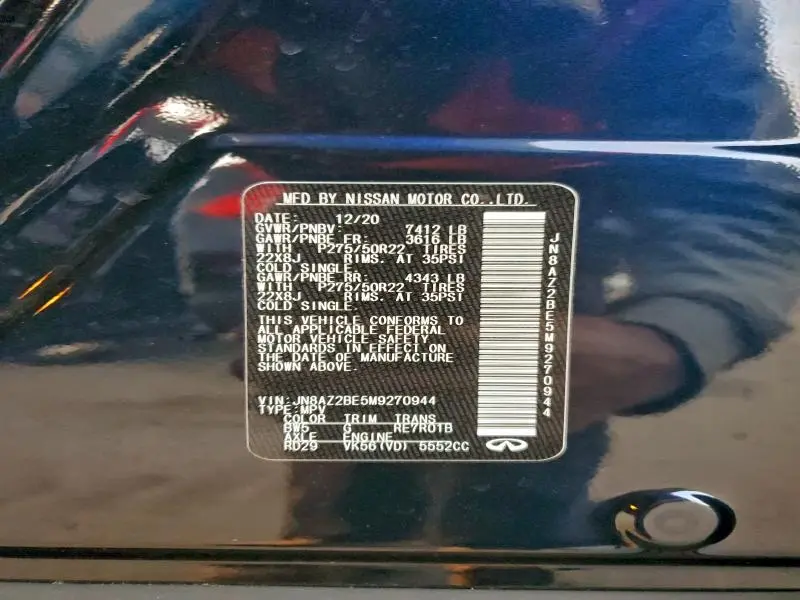 MFD BY NISSAN MOTOR CO.,LTD.
DATE: 12/20
GVWR/PNBV: 7412 LB
GAWR/PNBE FR: 3616 LB
WITH P275/50R22 TIRES
22X8J RIMS. AT 35PSI
COLD SINGLE
GAWR/PNBE RR: 4343 LB
WITH P275/50R22 TIRES
22X8J RIMS. AT 35PSI
COLD SINGLE
THIS VEHICLE CONFORMS TO
ALL APPLICABLE FEDERAL
MOTOR VEHICLE SAFETY
STANDARDS IN EFFECT ON
THE DATE OF MANUFACTURE
SHOWN ABOVE.
VIN: JN8AZ2BE5M9270944
TYPE: MPV
COLOR TRIM TRANS
BW5 G RE7R01B
AXLE ENGINE
RD29 VK56(VD) 5552CC
JN8AZ2BE5M9270944